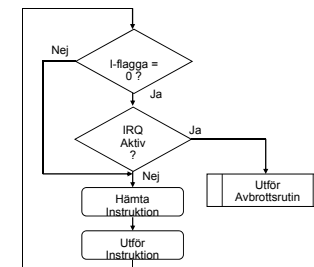 Nej
I-flagga =
0 ?
Ja
IRQ
Aktiv
?
Ja
Nej
Utför
Avbrottsrutin
Hämta
Instruktion
Utför
Instruktion